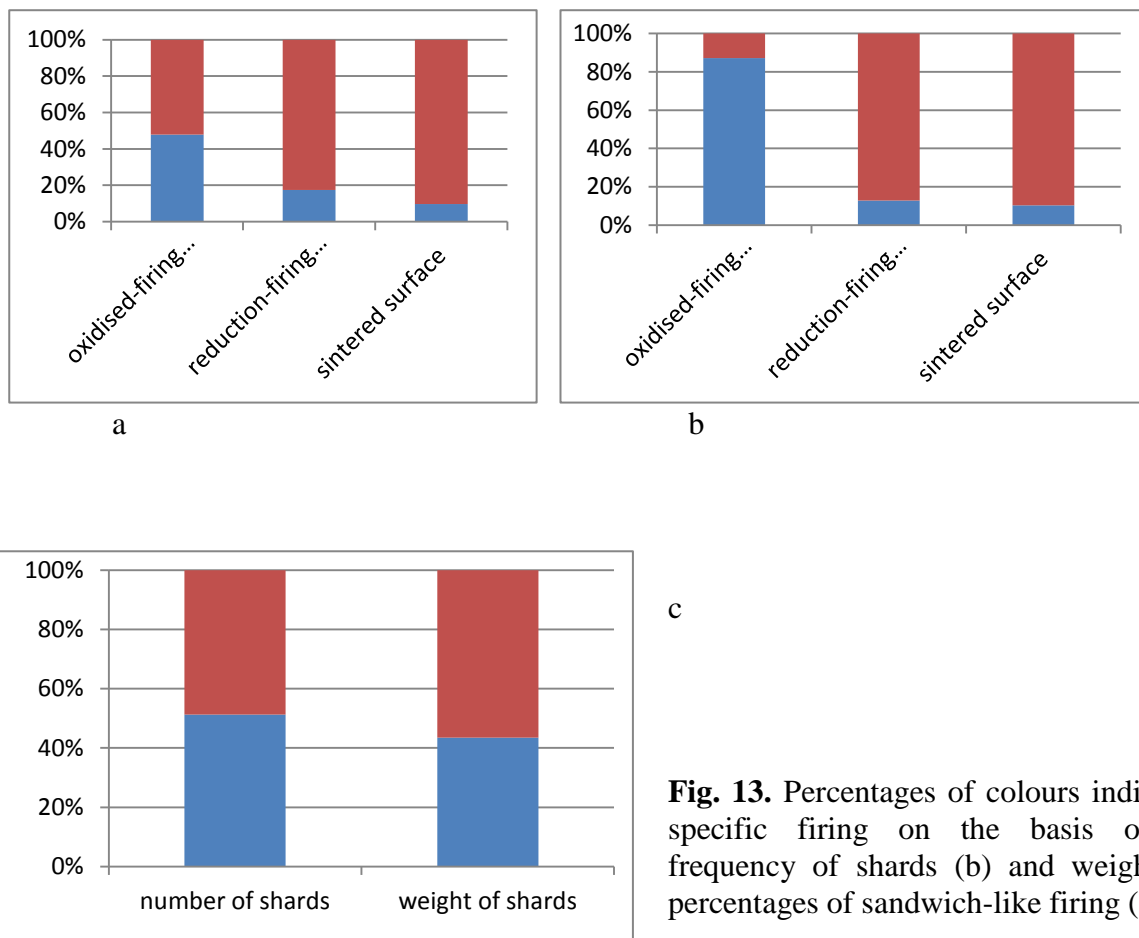 100%
80%
60%
40%
20%
0%
oxidised-firing...
reduction-firing...
sintered surface
a
100%
80%
60%
40%
20%
0%
oxidised-firing...
reduction-firing...
sintered surface
b
100%
80%
60%
40%
20%
0%
number of shards
weight of shards
c
Fig. 13. Percentages of colours indi
specific firing on the basis o
frequency of shards (b) and weigh
percentages of sandwich-like firing (